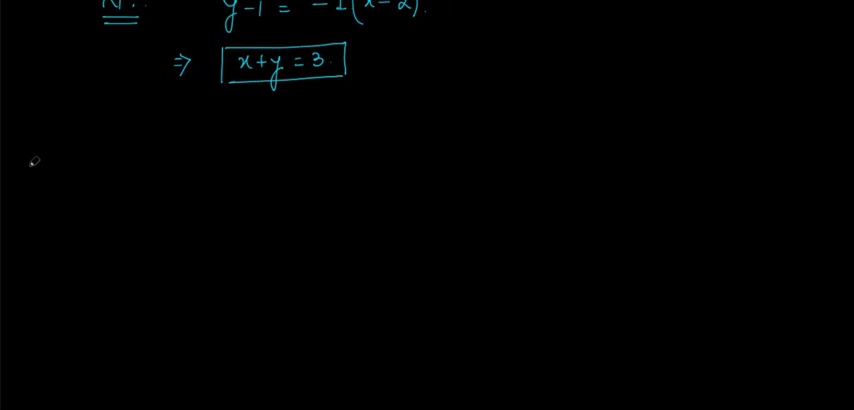 y-1 = -1(x-2).
⇒ x+y = 3.